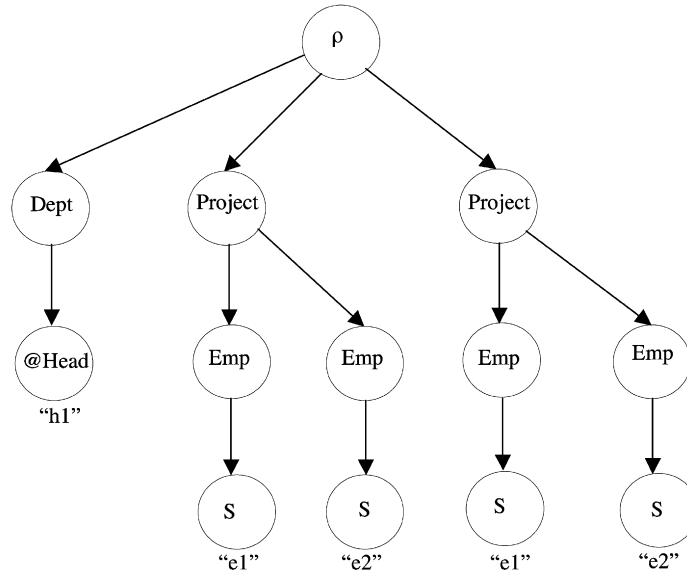 ρ
Dept
Project
Project
@Head
Emp
Emp
Emp
Emp
“h1”
S
S
S
S
“e1”
“e2”
“e1”
“e2”